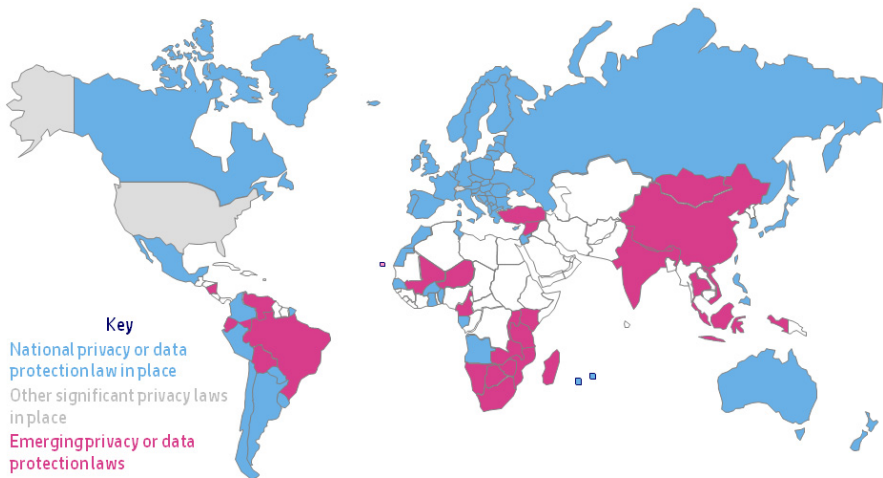 Key
National privacy or data
protection law in place
Other significant privacy laws
in place
Emerging privacy or data
protection laws